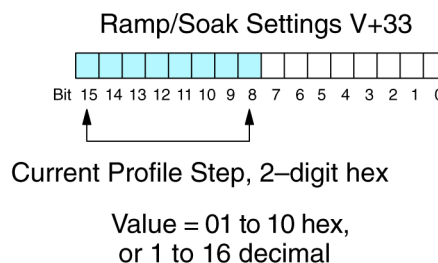 Ramp/Soak Settings V+33
Bit 15 14 13 12 11 10 9 8 7 6 5 4 3 2 1 0
Current Profile Step, 2–digit hex
Value = 01 to 10 hex,
or 1 to 16 decimal